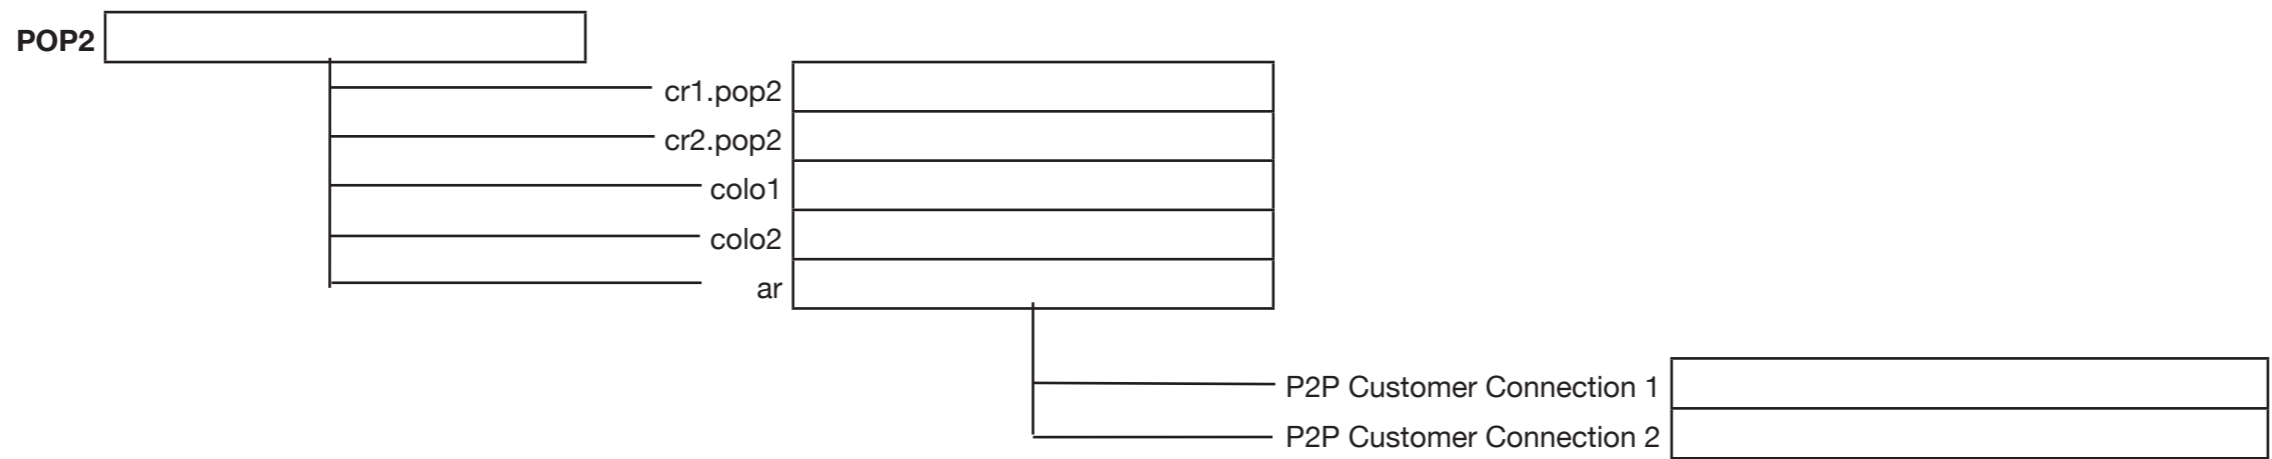 POP2
cr1.pop2
cr2.pop2
colo1
colo2
ar
P2P Customer Connection 1
P2P Customer Connection 2